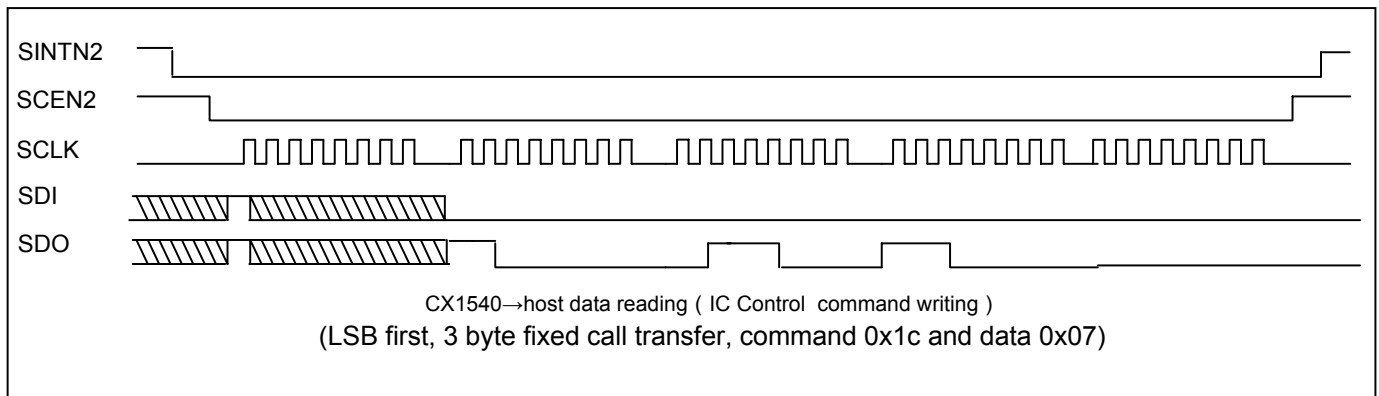 SINTN2
SCEN2
SCLK
SDI
SDO
CX1540→host data reading ( IC Control command writing )
(LSB first, 3 byte fixed call transfer, command 0x1c and data 0x07)